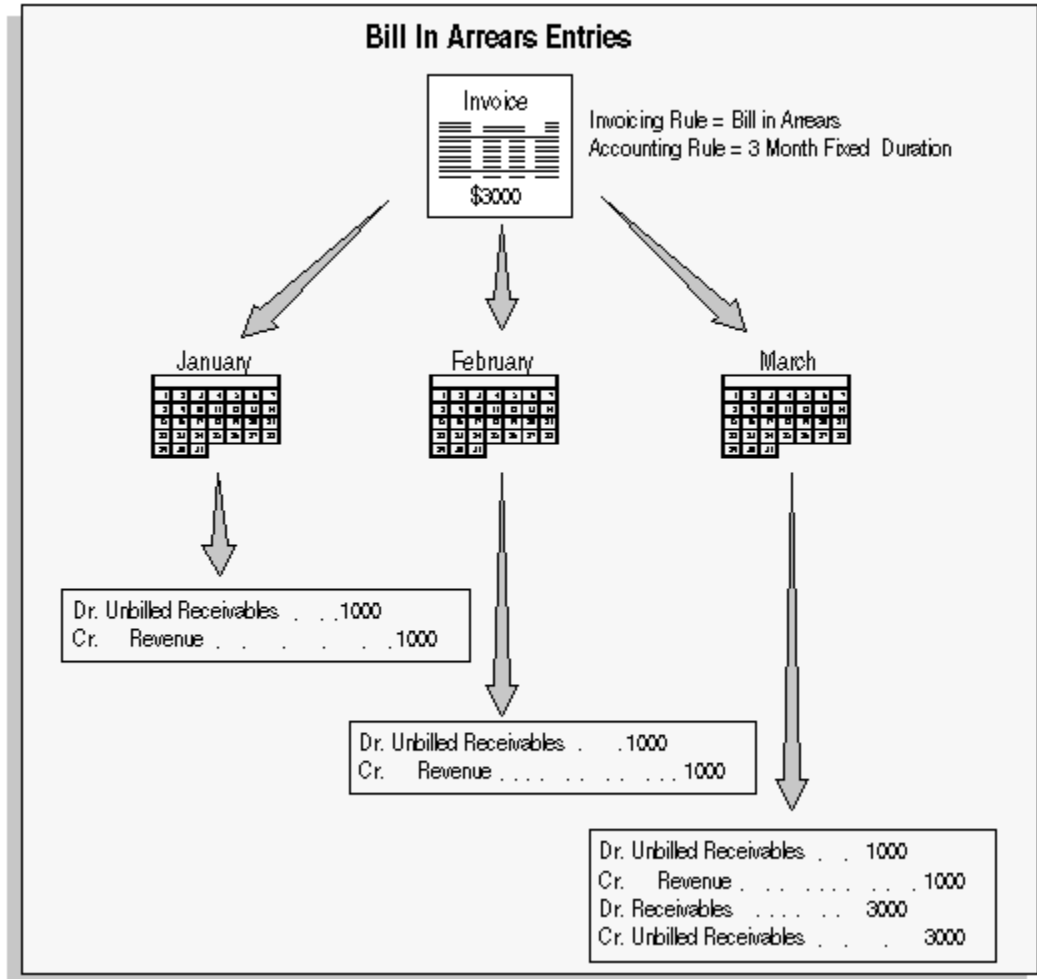 Bill In Arrears Entries
Invoice
$3000
Invoicing Rule = Bill in Arrears
Accounting Rule = 3 Month Fixed Duration
January
February
March
Dr. Unbilled Receivables . . .1000
Cr. Revenue . . . . . .1000
Dr. Unbilled Receivables . . .1000
Cr. Revenue . . . . . . . . . . . 1000
Dr. Unbilled Receivables . . 1000
Cr. Revenue . . . . . . . . . .1000
Dr. Receivables . . . . . . 3000
Cr. Unbilled Receivables . . . 3000